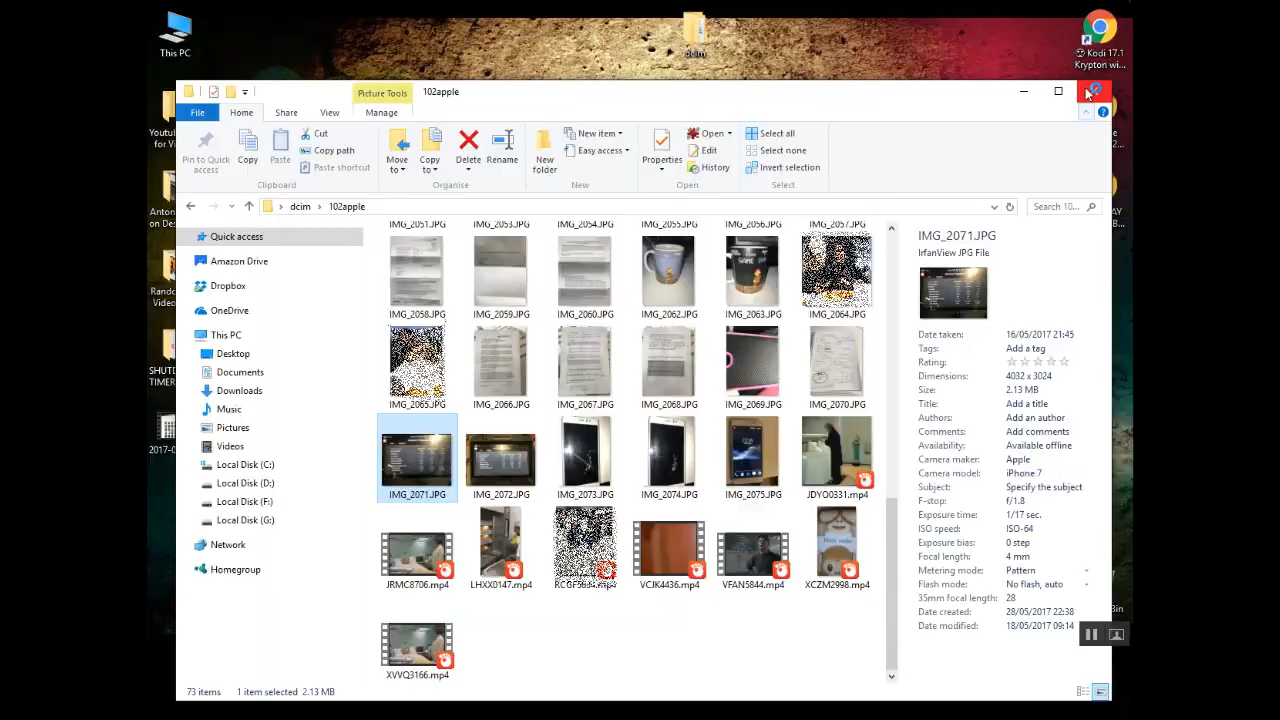 This PC
dcim
Kodi 17.1
Krypton wi...
Picture Tools
102apple
File
Home
Share
View
Manage
Pin to Quick
access
Copy
Paste
Cut
Copy path
Paste shortcut
Clipboard
Move
to
Copy
to
Delete
Rename
Organise
New
folder
New item
Easy access
New
Properties
Open
Edit
History
Open
Select all
Select none
Invert selection
Select
dcim > 102apple
Search 10...
Youtub
for Vi
Anton
on Des
Rando
Video
SHUTD
TIMER
2017-0
Quick access
Amazon Drive
Dropbox
OneDrive
This PC
Desktop
Documents
Downloads
Music
Pictures
Videos
Local Disk (C:)
Local Disk (D:)
Local Disk (F:)
Local Disk (G:)
Network
Homegroup
IMG_2051.JPG IMG_2053.JPG IMG_2054.JPG IMG_2055.JPG IMG_2056.JPG IMG_2057.JPG
IMG_2058.JPG IMG_2059.JPG IMG_2060.JPG IMG_2062.JPG IMG_2063.JPG IMG_2064.JPG
IMG_2065.JPG IMG_2066.JPG IMG_2067.JPG IMG_2068.JPG IMG_2069.JPG IMG_2070.JPG
IMG_2071.JPG IMG_2072.JPG IMG_2073.JPG IMG_2074.JPG IMG_2075.JPG JDYO0331.mp4
JRMC8706.mp4 LHXX0147.mp4 VCJK4436.mp4 VFAN5844.mp4 XCZM2998.mp4
XVVQ3166.mp4
IMG_2071.JPG
IrfanView JPG File
Date taken: 16/05/2017 21:45
Tags: Add a tag
Rating:
Dimensions: 4032 x 3024
Size: 2.13 MB
Title: Add a title
Authors: Add an author
Comments: Add comments
Availability: Available offline
Camera maker: Apple
Camera model: iPhone 7
Subject: Specify the subject
F-stop: f/1.8
Exposure time: 1/17 sec.
ISO speed: ISO-64
Exposure bias: 0 step
Focal length: 4 mm
Metering mode: Pattern
Flash mode: No flash, auto
35mm focal length: 28
Date created: 28/05/2017 22:38
Date modified: 18/05/2017 09:14
Bin
73 items 1 item selected 2.13 MB